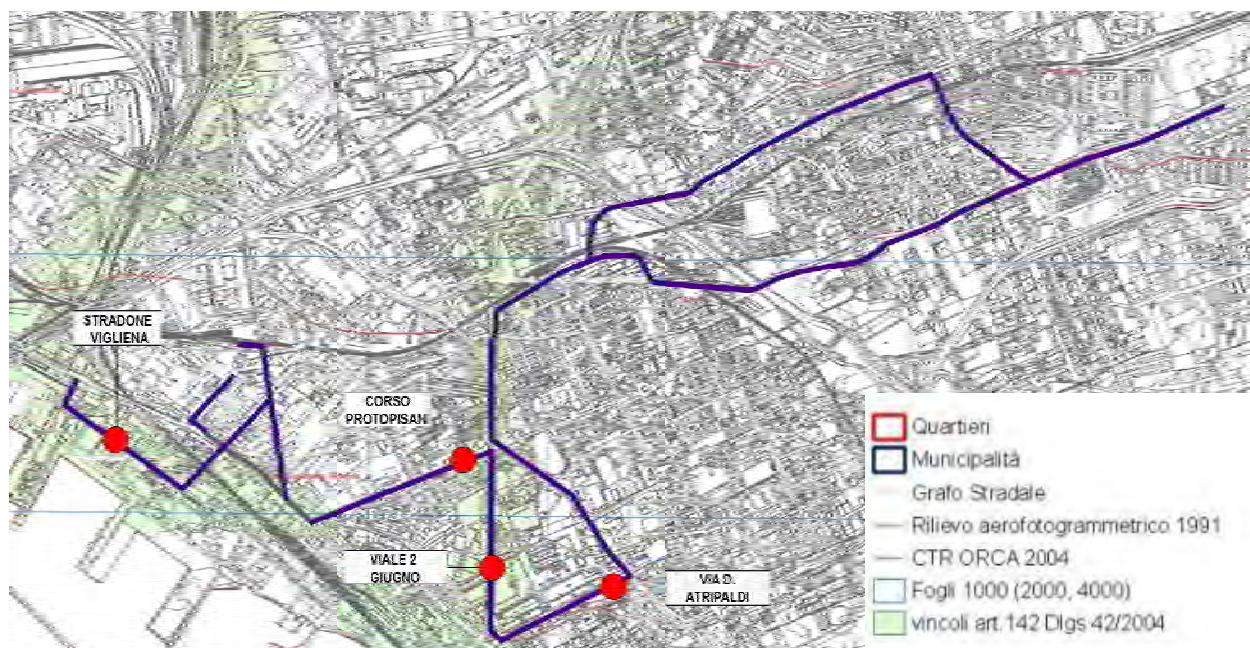 STRADONE
VIGLIENA
CORSO
PROTOPISANI
VIALE 2
GIUGNO
VIA D.
ATRIPALDI
Quartieri
Municipalità
Grafo Stradale
Rilievo aerofotogrammetrico 1991
CTR ORCA 2004
Fogli 1000 (2000, 4000)
vincoli art. 142 Dlgs 42/2004